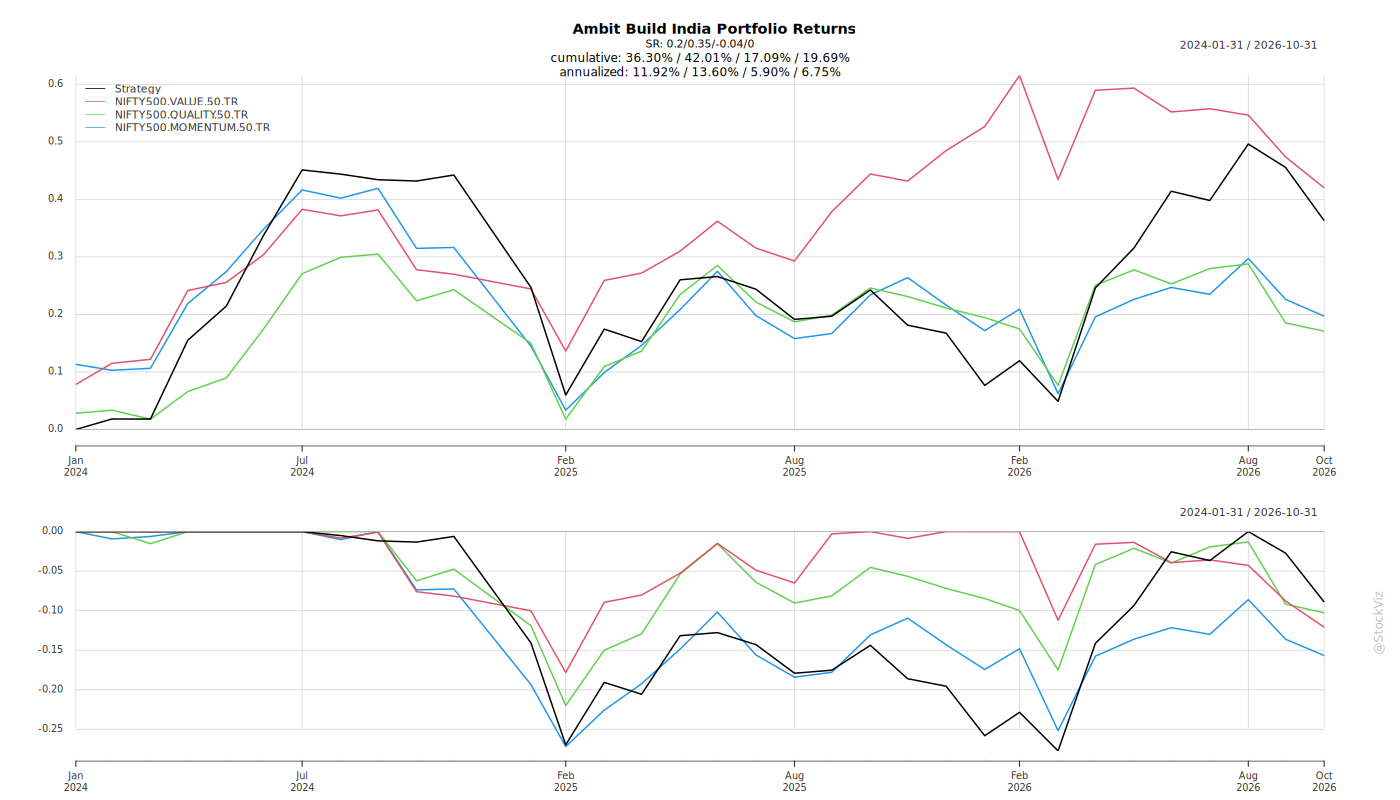 Ambit Build India Portfolio Returns
SR: 0.2/0.35/-0.04/0
cumulative: 36.30% / 42.01% / 17.09% / 19.69%
annualized: 11.92% / 13.60% / 5.90% / 6.75%
2024-01-31 / 2026-10-31
Strategy
NIFTY500.VALUE.50.TR
NIFTY500.QUALITY.50.TR
NIFTY500.MOMENTUM.50.TR
0.6
0.5
0.4
0.3
0.2
0.1
0.0
Jan Jul Feb Aug Feb Aug Oct
2024 2024 2025 2025 2026 2026 2026
2024-01-31 / 2026-10-31
0.00
-0.05
-0.10
-0.15
-0.20
-0.25
Jan Jul Feb Aug Feb Aug Oct
2024 2024 2025 2025 2026 2026 2026
@StockViz